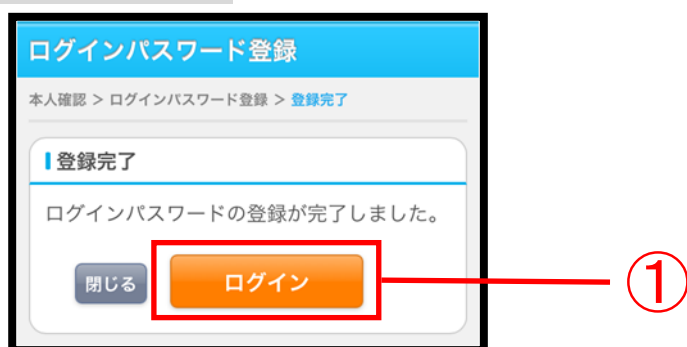 ログインパスワード登録
本人確認 > ログインパスワード登録 > 登録完了
登録完了
ログインパスワードの登録が完了しました。
閉じる
ログイン
①